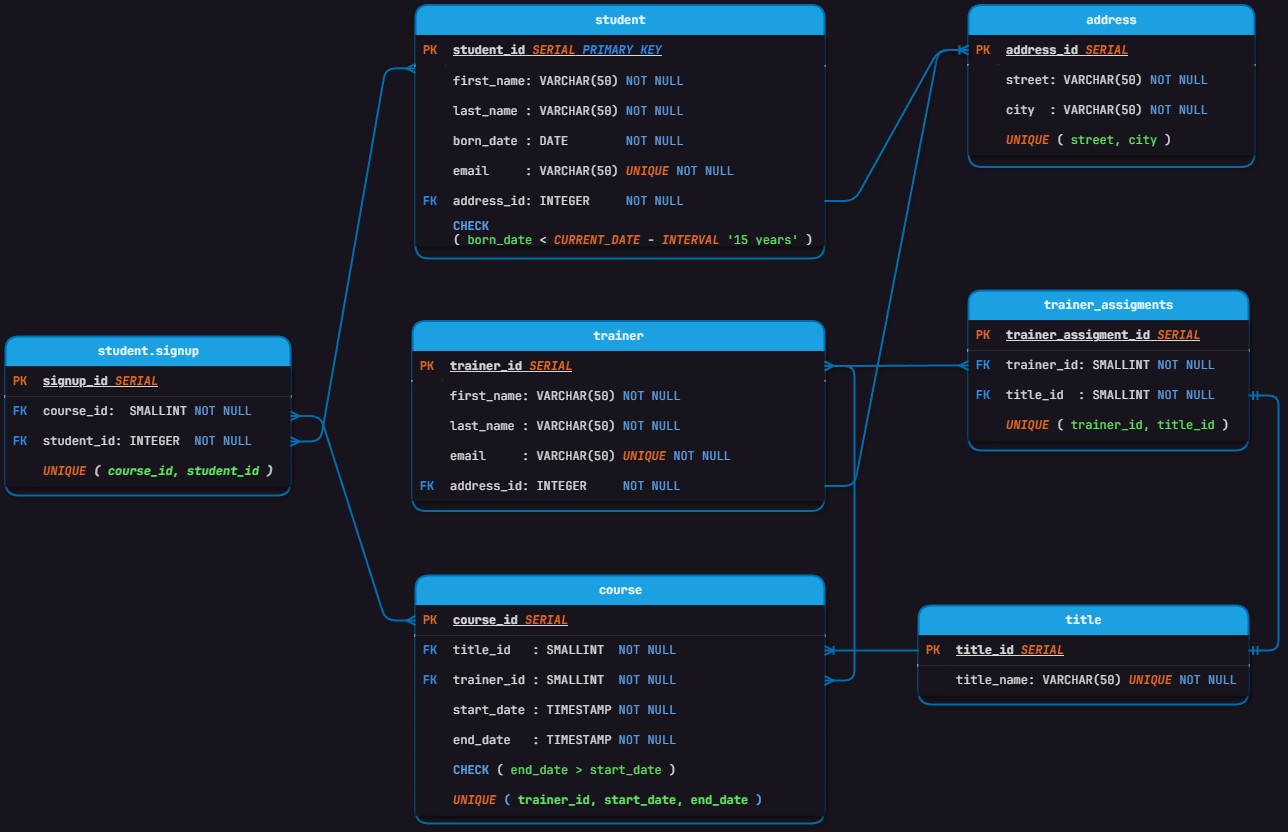 student
PK student_id SERIAL PRIMARY KEY
first_name: VARCHAR(50) NOT NULL
last_name : VARCHAR(50) NOT NULL
born_date : DATE NOT NULL
email : VARCHAR(50) UNIQUE NOT NULL
FK address_id: INTEGER NOT NULL
CHECK
( born_date < CURRENT_DATE - INTERVAL '15 years' )
address
PK address_id SERIAL
street: VARCHAR(50) NOT NULL
city : VARCHAR(50) NOT NULL
UNIQUE ( street, city )
student.signup
PK signup_id SERIAL
FK course_id: SMALLINT NOT NULL
FK student_id: INTEGER NOT NULL
UNIQUE ( course_id, student_id )
trainer
PK trainer_id SERIAL
first_name: VARCHAR(50) NOT NULL
last_name : VARCHAR(50) NOT NULL
email : VARCHAR(50) UNIQUE NOT NULL
FK address_id: INTEGER NOT NULL
trainer_assigments
PK trainer_assigment_id SERIAL
FK trainer_id: SMALLINT NOT NULL
FK title_id : SMALLINT NOT NULL
UNIQUE ( trainer_id, title_id )
course
PK course_id SERIAL
FK title_id : SMALLINT NOT NULL
FK trainer_id : SMALLINT NOT NULL
start_date : TIMESTAMP NOT NULL
end_date : TIMESTAMP NOT NULL
CHECK ( end_date > start_date )
UNIQUE ( trainer_id, start_date, end_date )
title
PK title_id SERIAL
title_name: VARCHAR(50) UNIQUE NOT NULL